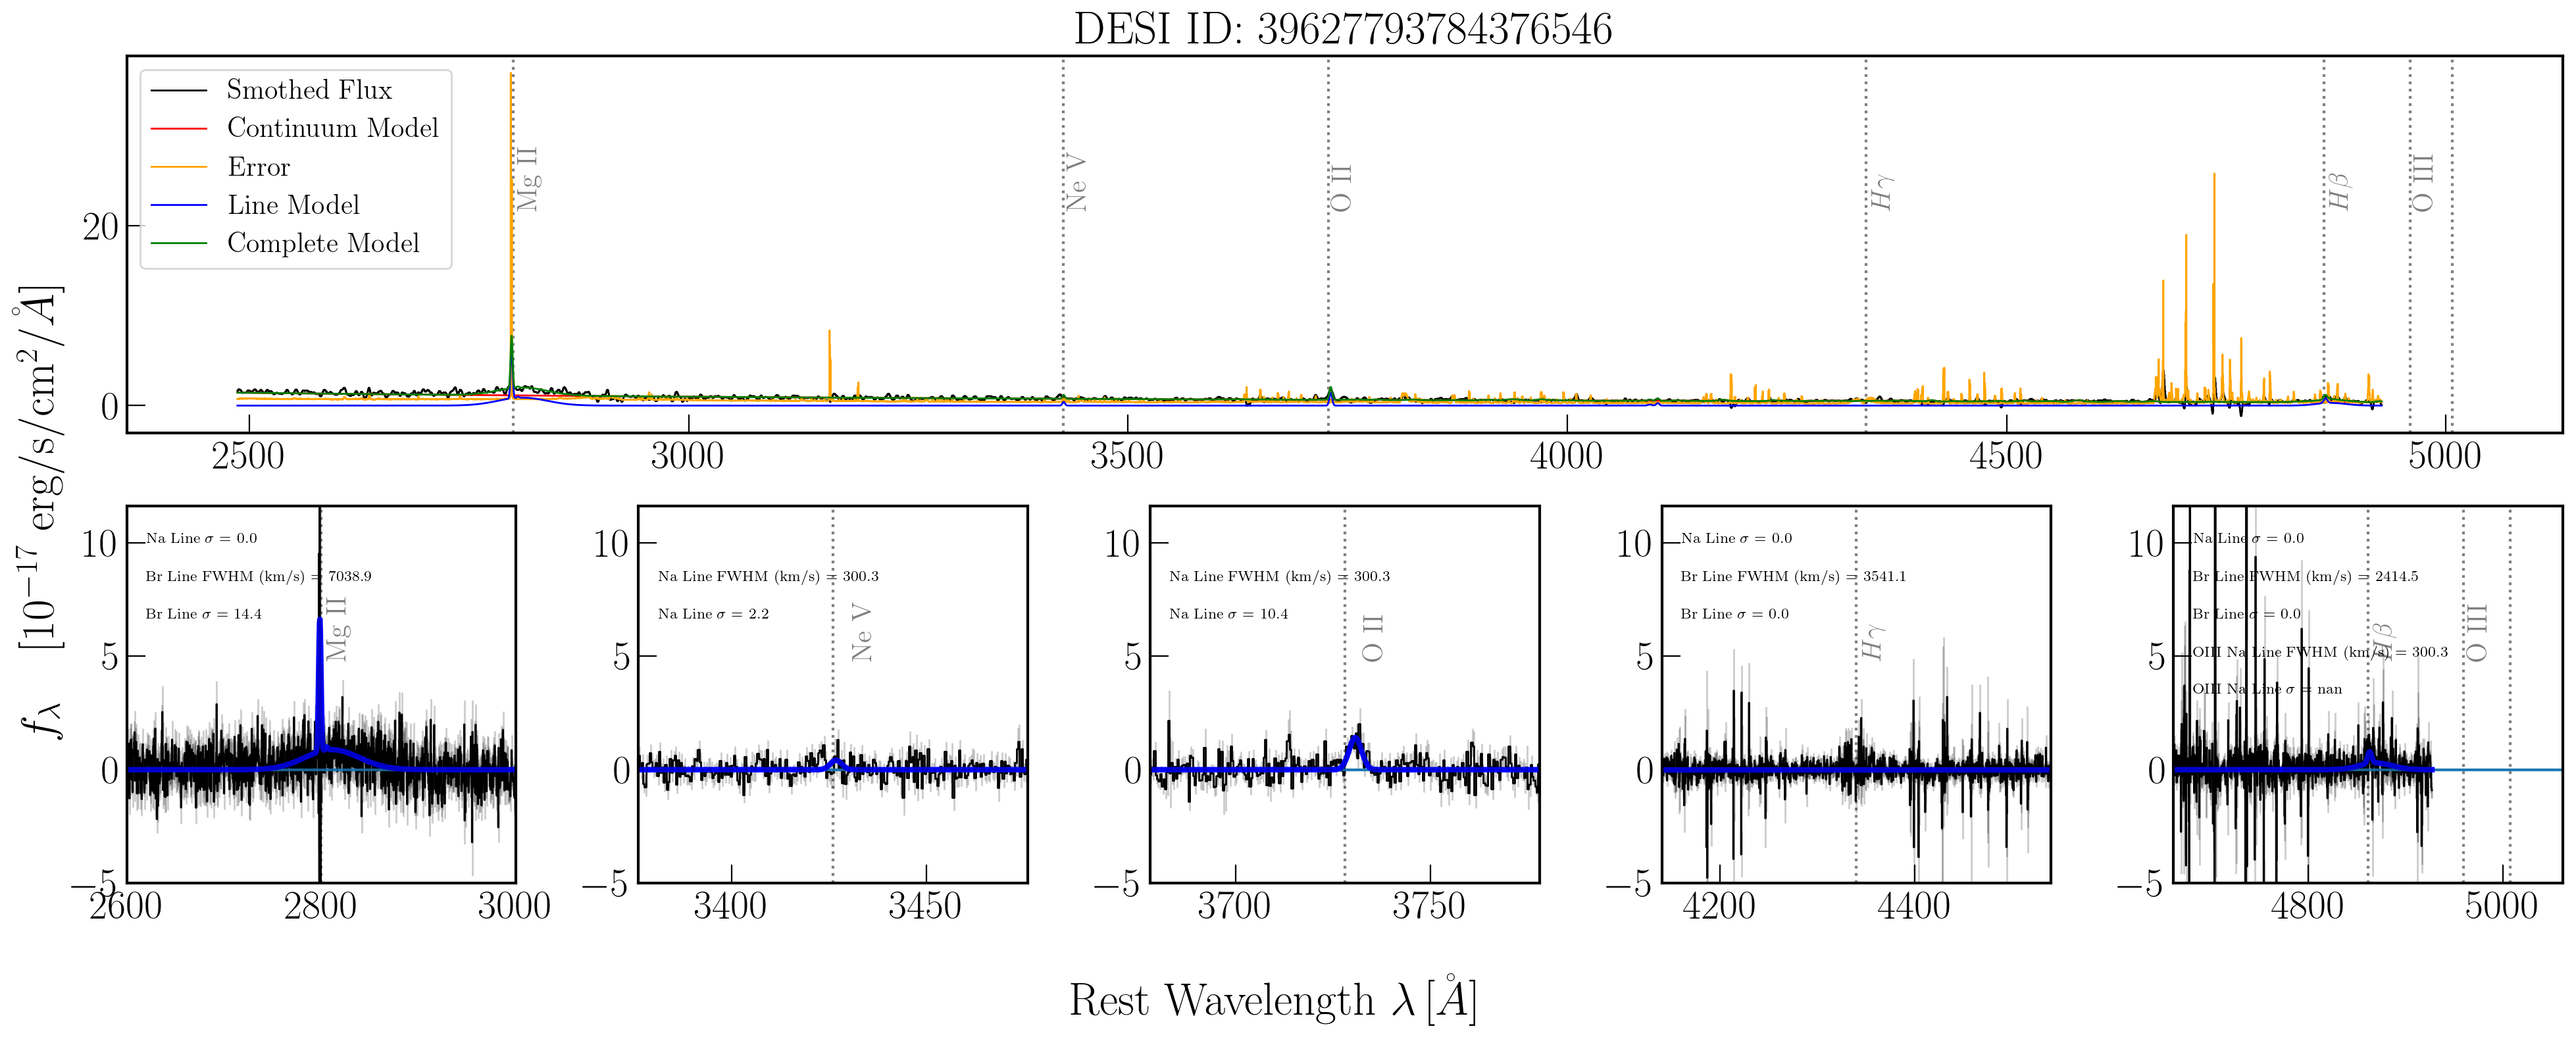 DESI ID: 39627793784376546
Smothed Flux
Continuum Model
Error
Line Model
Complete Model
Mg II
Ne V
O II
Hγ
Hβ
O III
20
0
2500
3000
3500
4000
4500
5000
fλ [10−17 erg/s/cm2/Å]
10
5
0
−5
Na Line σ = 0.0
Br Line FWHM (km/s) = 7038.9
Br Line σ = 14.4
Mg II
2600
2800
3000
10
5
0
−5
Na Line FWHM (km/s) = 300.3
Na Line σ = 2.2
Ne V
3400
3450
10
5
0
−5
Na Line FWHM (km/s) = 300.3
Na Line σ = 10.4
O II
3700
3750
10
5
0
−5
Na Line σ = 0.0
Br Line FWHM (km/s) = 3541.1
Br Line σ = 0.0
Hγ
4200
4400
10
5
0
−5
Na Line σ = 0.0
Br Line FWHM (km/s) = 2414.5
Br Line σ = 0.0
OIII Na Line FWHM (km/s) = 300.3
OIII Na Line σ = nan
Hβ
O III
4800
5000
Rest Wavelength λ [Å]